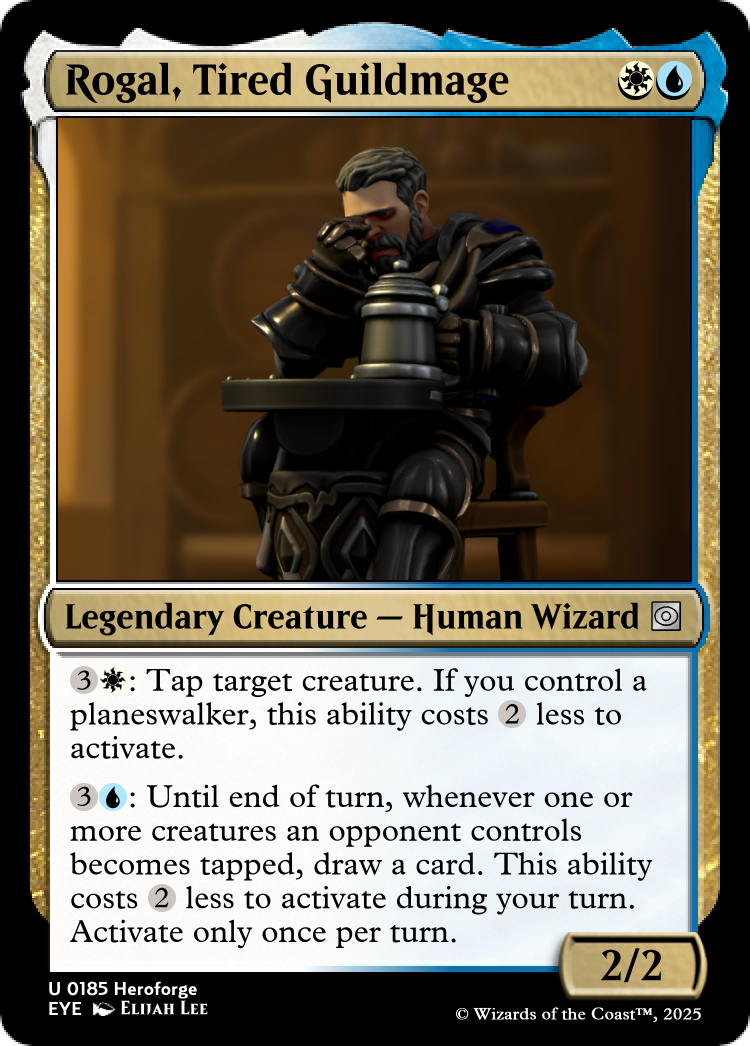 Rogal, Tired Guildmage
Legendary Creature — Human Wizard
3: Tap target creature. If you control a
planeswalker, this ability costs 2 less to
activate.
3: Until end of turn, whenever one or
more creatures an opponent controls
becomes tapped, draw a card. This ability
costs 2 less to activate during your turn.
Activate only once per turn.
2/2
U 0185 Heroforge
EYE Elijah Lee
© Wizards of the Coast™, 2025